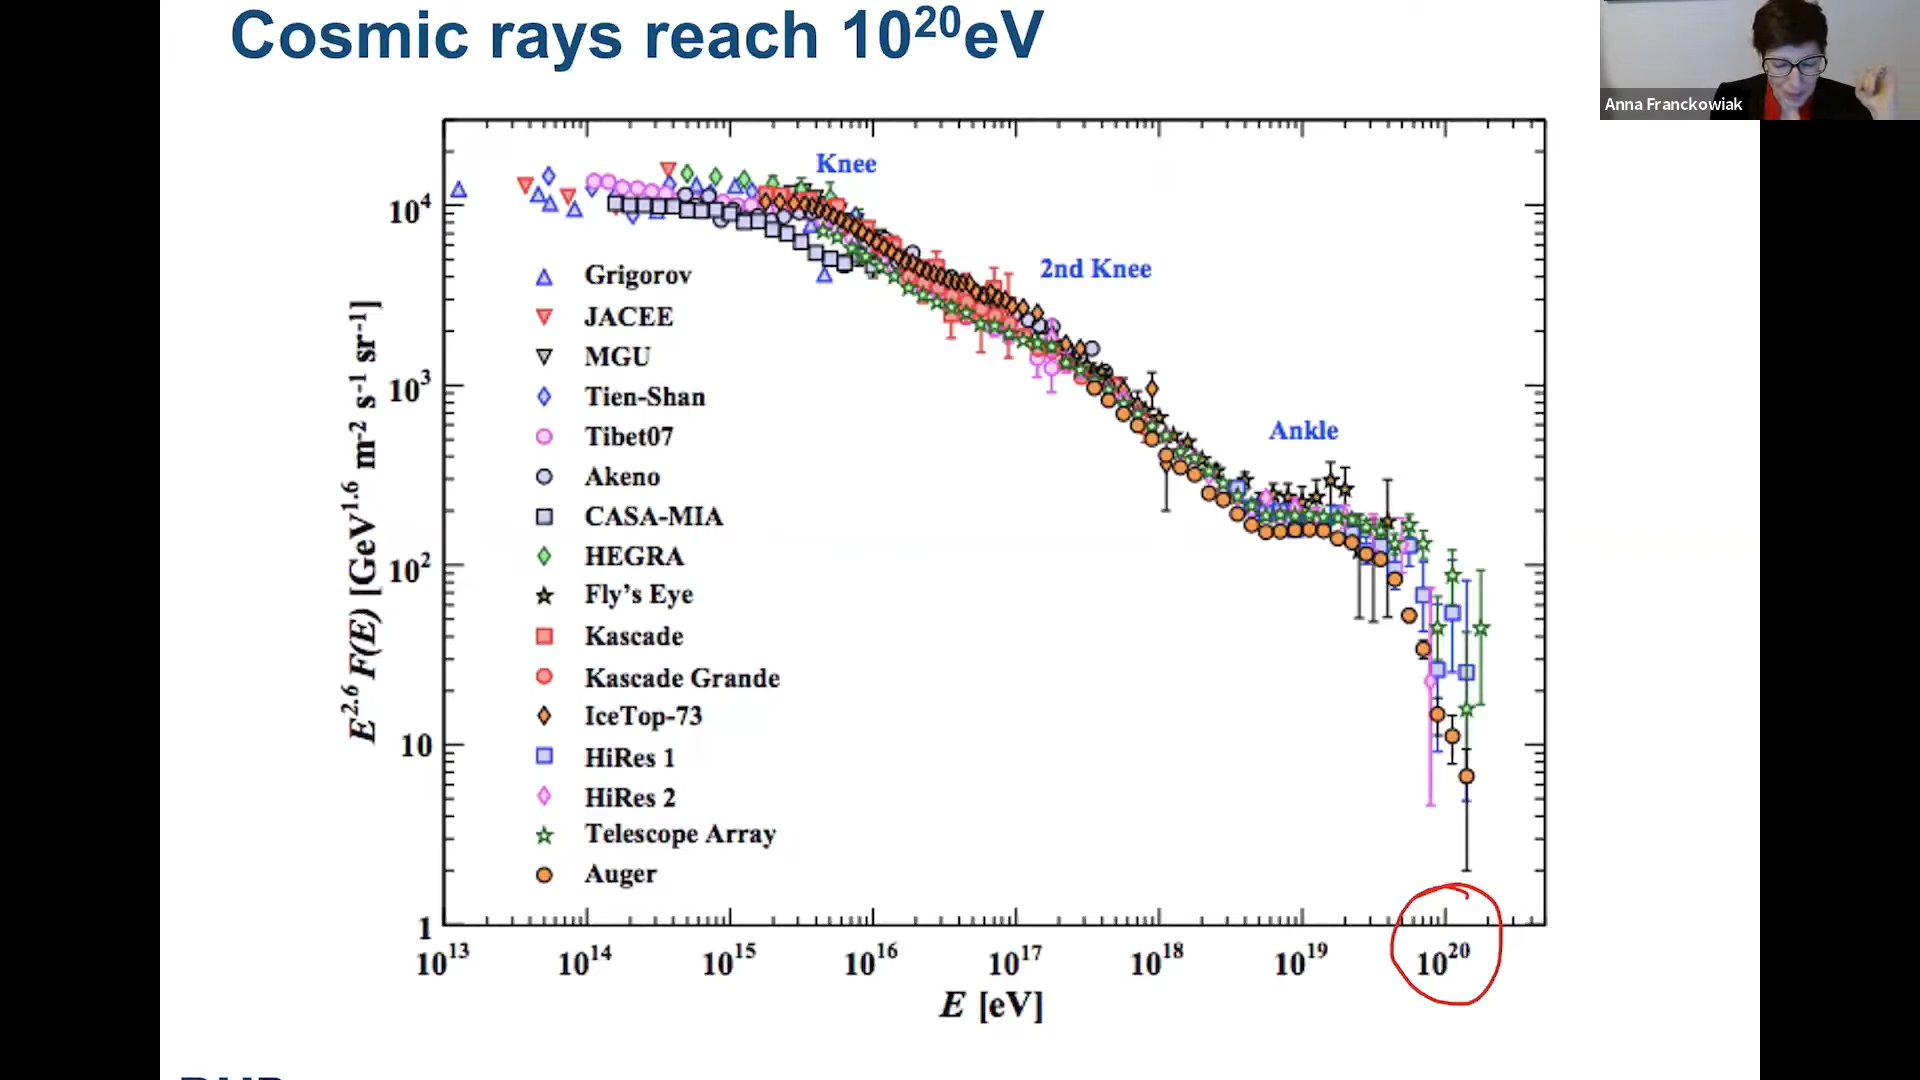 Cosmic rays reach 10²⁰eV
Anna Franckowiak
Knee
2nd Knee
Ankle
Grigorov
JACEE
MGU
Tien-Shan
Tibet07
Akeno
CASA-MIA
HEGRA
Fly's Eye
Kascade
Kascade Grande
IceTop-73
HiRes 1
HiRes 2
Telescope Array
Auger
E²·⁶ F(E) [GeV¹·⁶ m⁻² s⁻¹ sr⁻¹]
10⁴
10³
10²
10
1
10¹³ 10¹⁴ 10¹⁵ 10¹⁶ 10¹⁷ 10¹⁸ 10¹⁹ 10²⁰
E [eV]